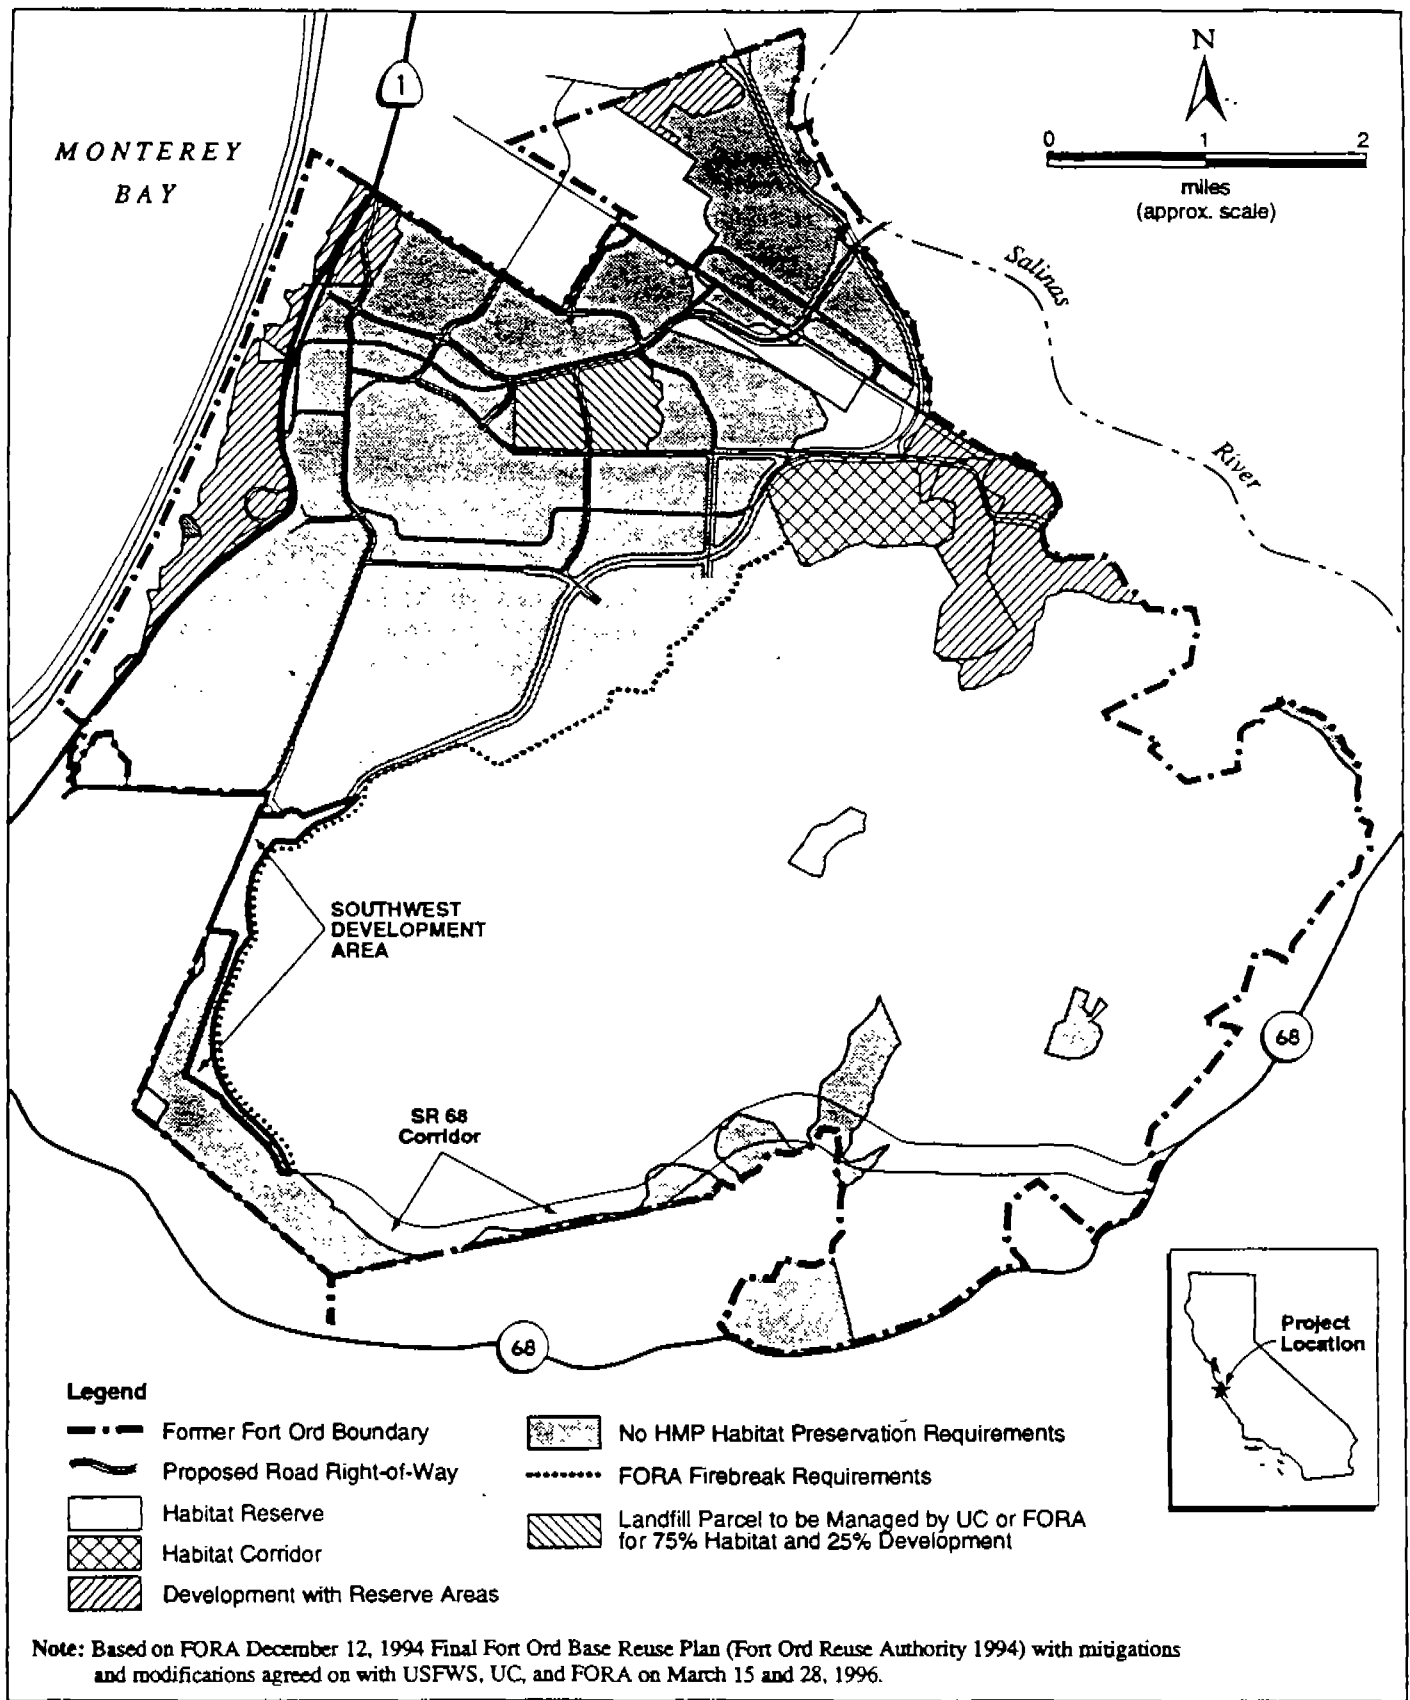 1
N
MONTEREY
BAY
0 1 2
miles
(approx. scale)
Salinas
River
SOUTHWEST
DEVELOPMENT
AREA
68
SR 68
Corridor
68
Project
Location
Legend
Former Fort Ord Boundary
Proposed Road Right-of-Way
Habitat Reserve
Habitat Corridor
Development with Reserve Areas
No HMP Habitat Preservation Requirements
FORA Firebreak Requirements
Landfill Parcel to be Managed by UC or FORA
for 75% Habitat and 25% Development
Note: Based on FORA December 12, 1994 Final Fort Ord Base Reuse Plan (Fort Ord Reuse Authority 1994) with mitigations
and modifications agreed on with USFWS, UC, and FORA on March 15 and 28, 1996.